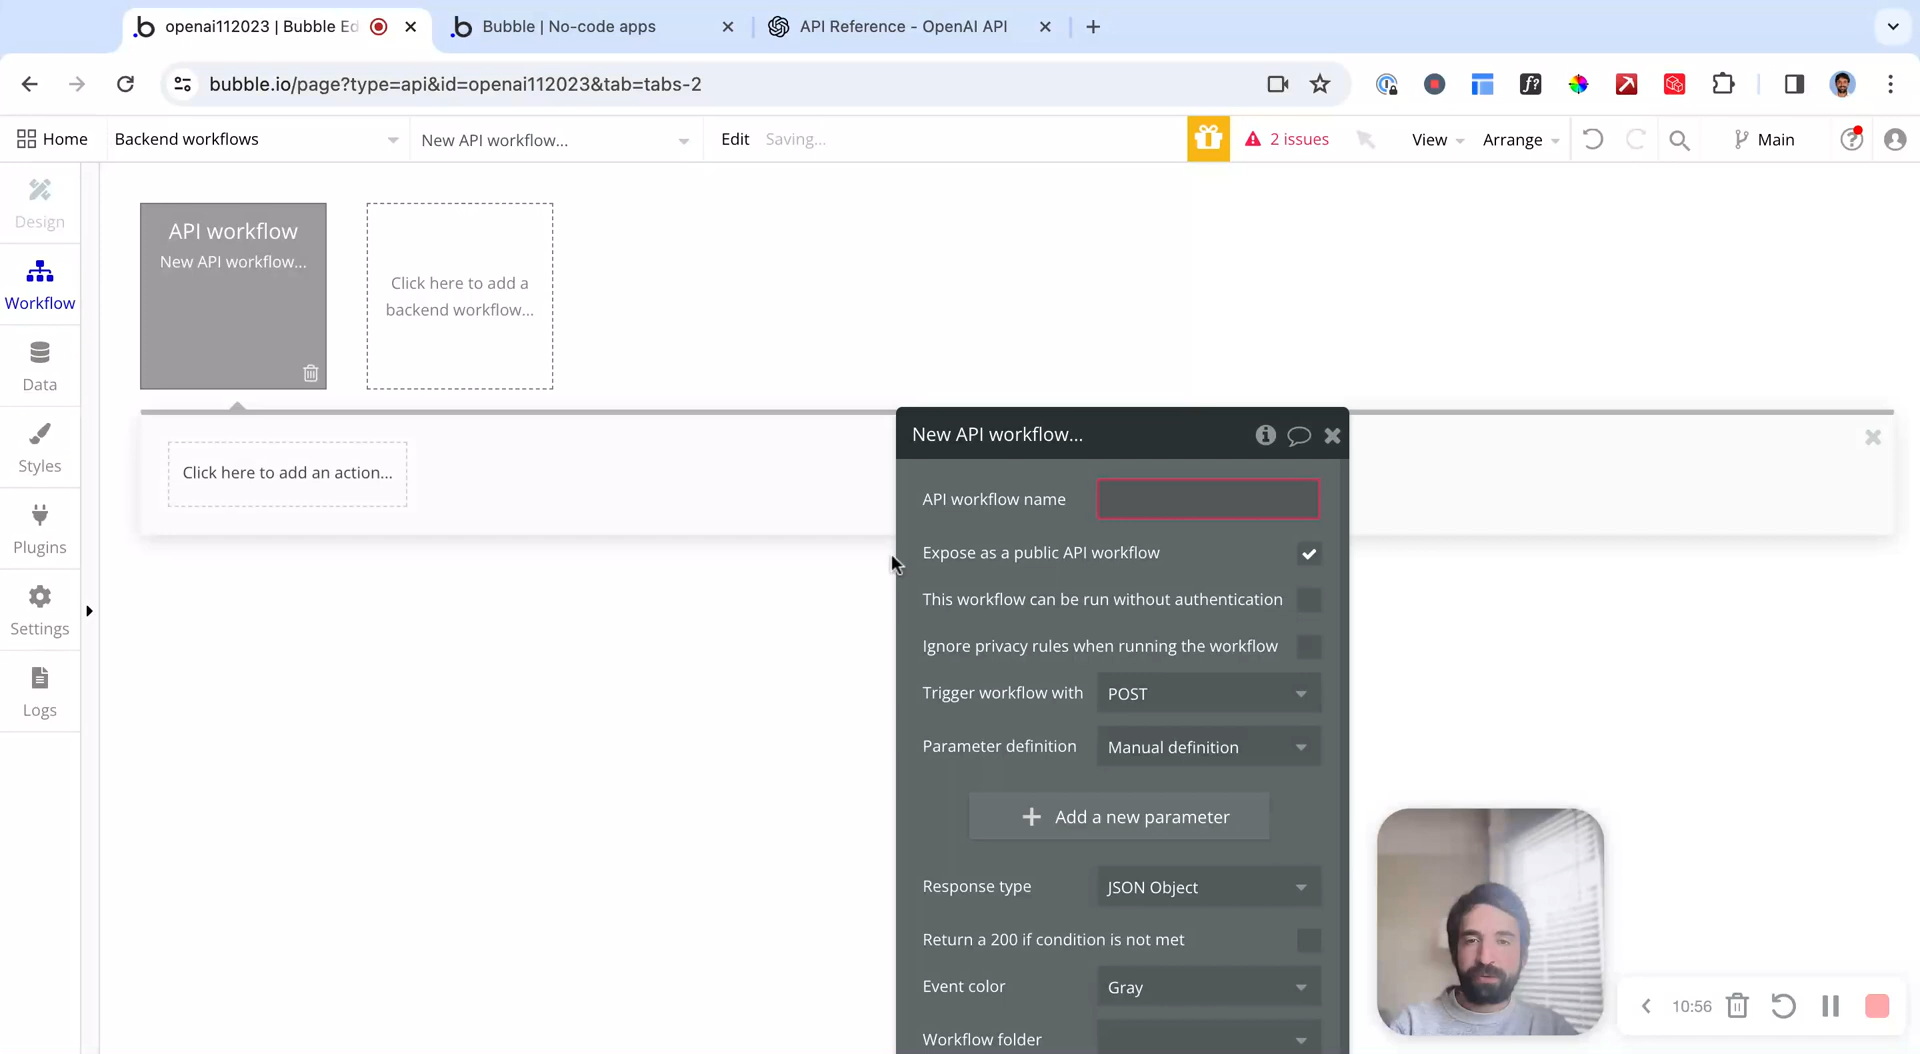 openai112023 | Bubble Ed
Bubble | No-code apps
API Reference - OpenAI API
bubble.io/page?type=api&id=openai112023&tab=tabs-2
Home
Backend workflows
New API workflow...
Edit
Saving...
2 issues
View
Arrange
Main
Design
Workflow
Data
Styles
Plugins
Settings
Logs
API workflow
New API workflow...
Click here to add a
backend workflow...
Click here to add an action...
New API workflow...
API workflow name
Expose as a public API workflow
This workflow can be run without authentication
Ignore privacy rules when running the workflow
Trigger workflow with
POST
Parameter definition
Manual definition
Add a new parameter
Response type
JSON Object
Return a 200 if condition is not met
Event color
Gray
Workflow folder
10:56